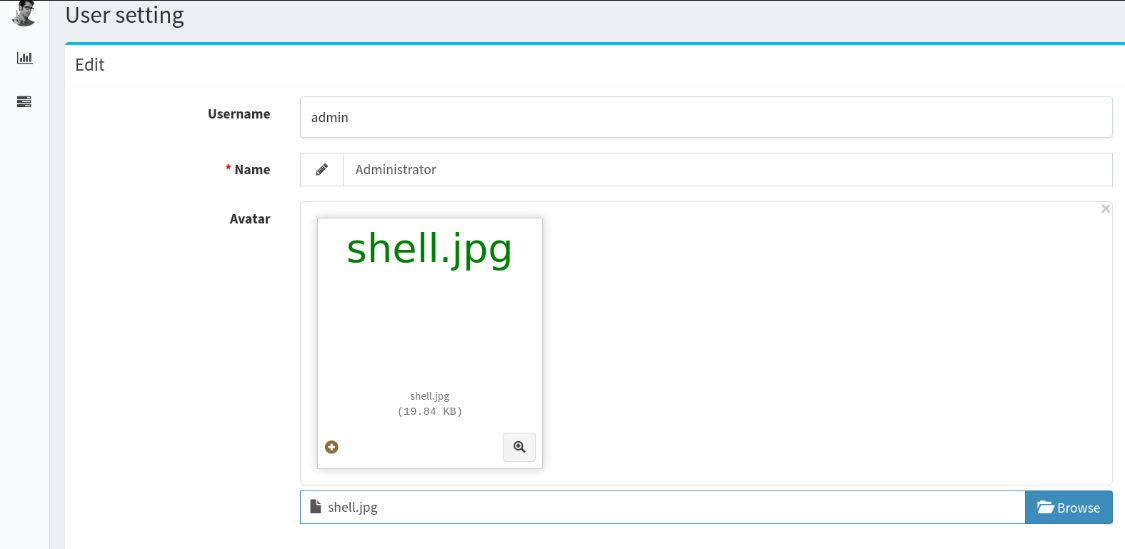 User setting
Edit
Username
admin
* Name
Administrator
Avatar
×
shell.jpg
shell.jpg
(19.84 KB)
shell.jpg
Browse